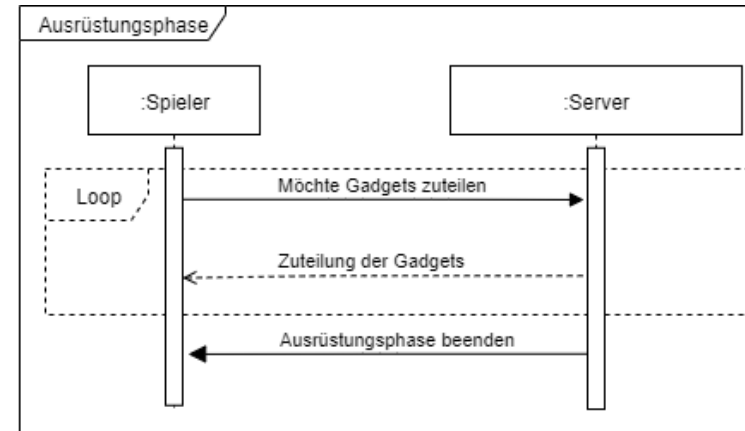 Ausrüstungsphase
:Spieler
:Server
Loop
Möchte Gadgets zuteilen
Zuteilung der Gadgets
Ausrüstungsphase beenden